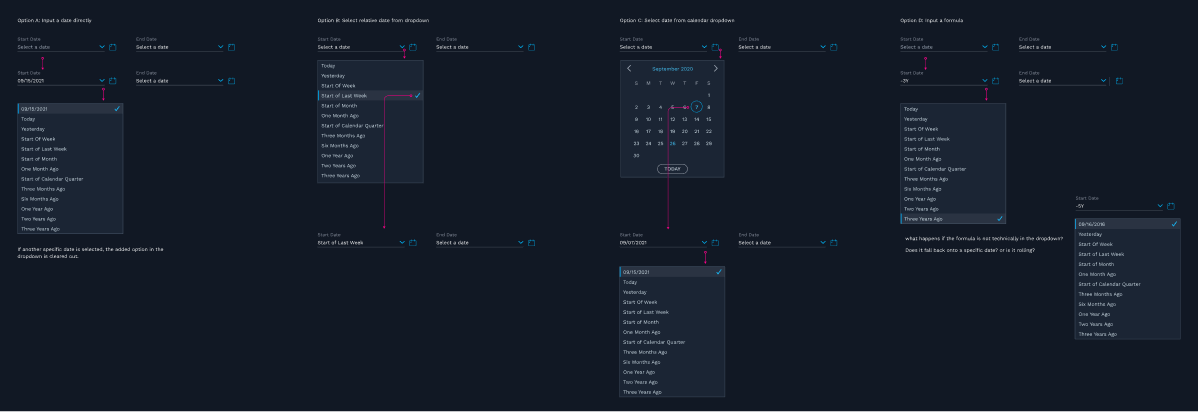 Option A: Input a date directly
Start Date
End Date
Select a date
Select a date
Start Date
End Date
09/15/2021
Select a date
09/15/2021
Today
Yesterday
Start Of Week
Start of Last Week
Start of Month
One Month Ago
Start of Calendar Quarter
Three Months Ago
Six Months Ago
One Year Ago
Two Years Ago
Three Years Ago
If another specific date is selected, the added option in the
dropdown is cleared out.
Option B: Select relative date from dropdown
Start Date
End Date
Select a date
Select a date
Today
Yesterday
Start Of Week
Start of Last Week
Start of Month
One Month Ago
Start of Calendar Quarter
Three Months Ago
Six Months Ago
One Year Ago
Two Years Ago
Three Years Ago
Start Date
End Date
Start of Last Week
Select a date
Option C: Select date from calendar dropdown
Start Date
End Date
Select a date
Select a date
September 2020
S M T W T F S
1
2 3 4 5 6 7 8
9 10 11 12 13 14 15
16 17 18 19 20 21 22
23 24 25 26 27 28 29
30
TODAY
Start Date
End Date
09/07/2021
Select a date
09/15/2021
Today
Yesterday
Start Of Week
Start of Last Week
Start of Month
One Month Ago
Start of Calendar Quarter
Three Months Ago
Six Months Ago
One Year Ago
Two Years Ago
Three Years Ago
Option D: Input a formula
Start Date
End Date
Select a date
Select a date
Start Date
End Date
-3Y
Select a date
Today
Yesterday
Start Of Week
Start of Last Week
Start of Month
One Month Ago
Start of Calendar Quarter
Three Months Ago
Six Months Ago
One Year Ago
Two Years Ago
Three Years Ago
what happens if the formula is not technically in the dropdown?
Does it fall back onto a specific date? or is it rolling?
Start Date
-5Y
09/16/2016
Yesterday
Start Of Week
Start of Last Week
Start of Month
One Month Ago
Start of Calendar Quarter
Three Months Ago
Six Months Ago
One Year Ago
Two Years Ago
Three Years Ago